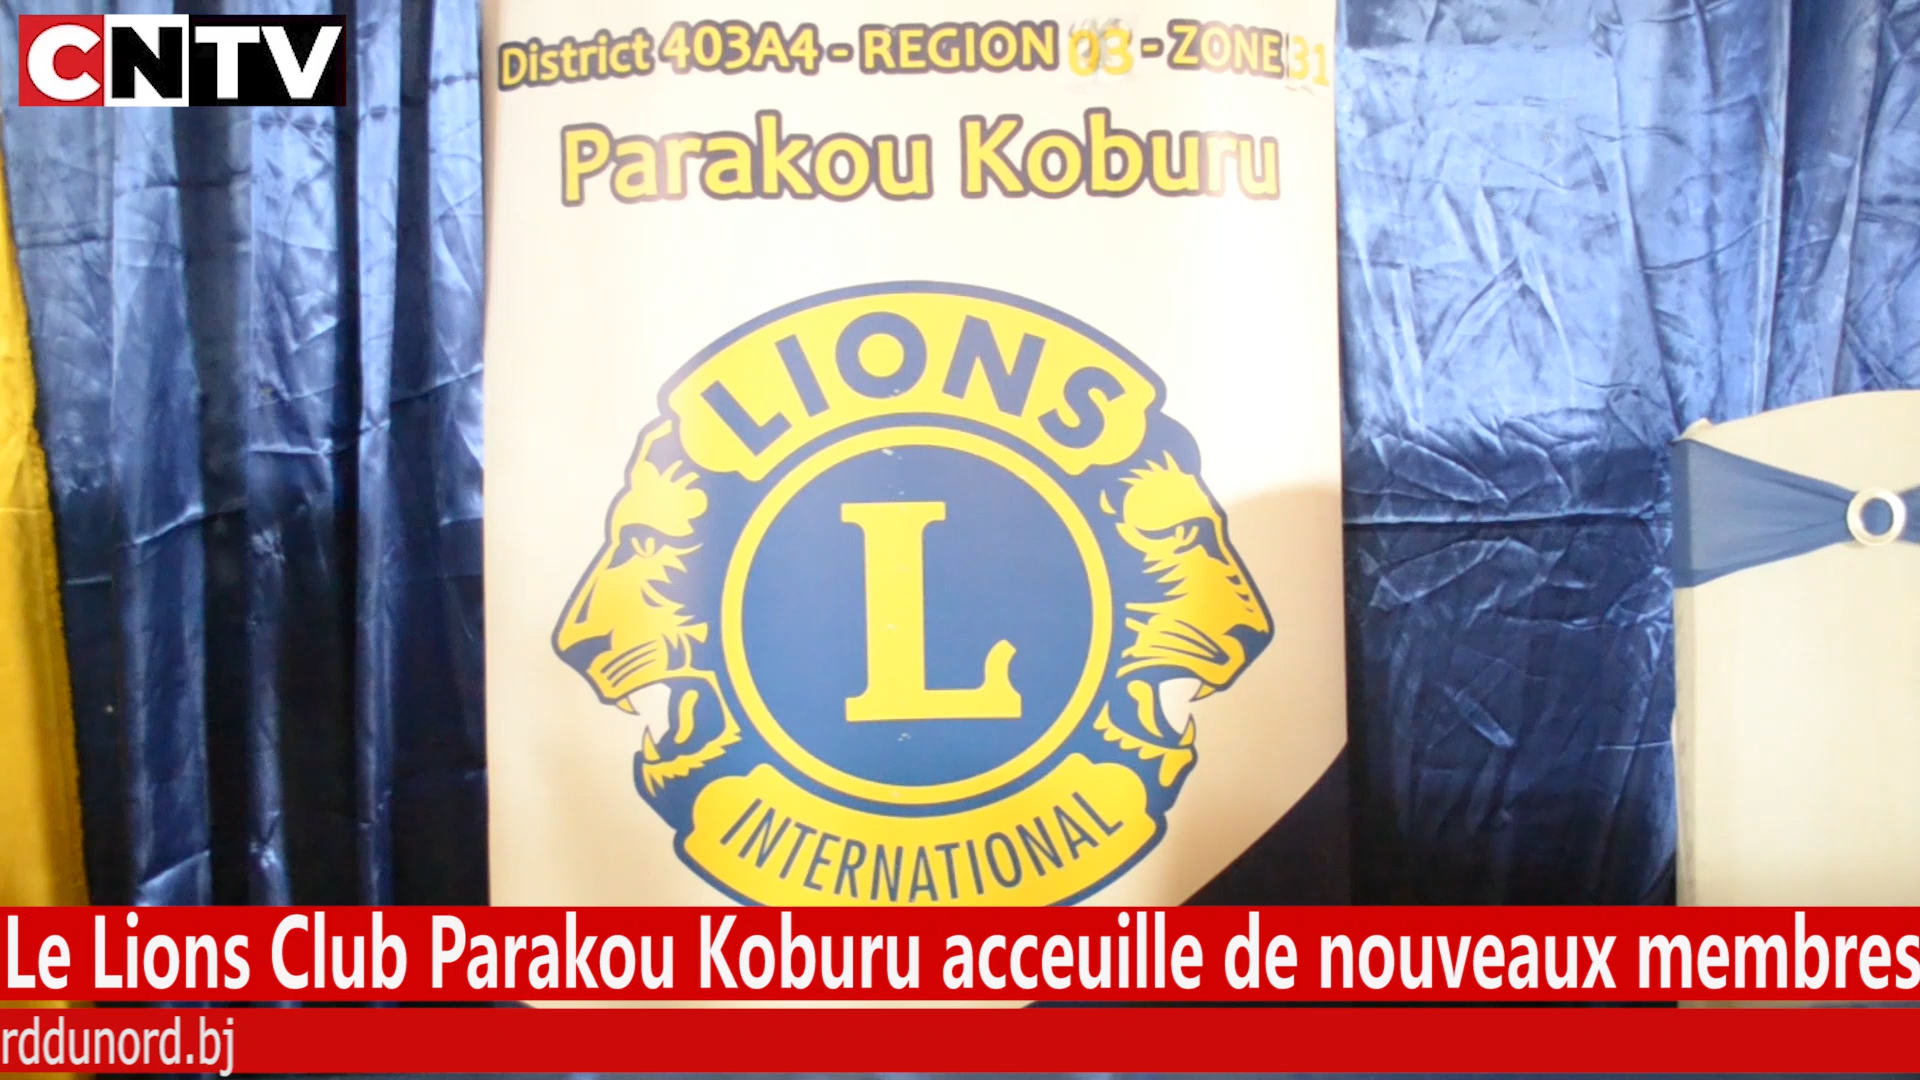 CNTV
District 403A4 - REGION 03 - ZONE 31
Parakou Koburu
LIONS
L
INTERNATIONAL
Le Lions Club Parakou Koburu acceuille de nouveaux membres
rddunord.bj